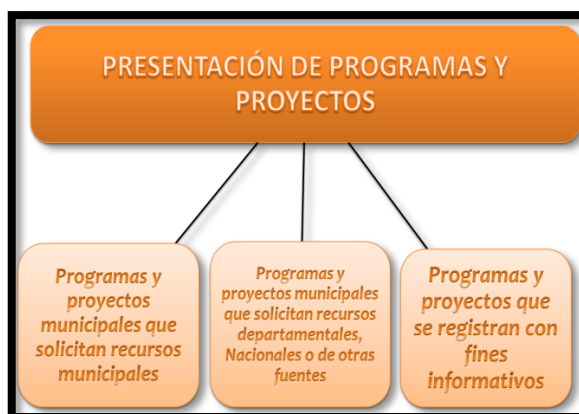 PRESENTACIÓN DE PROGRAMAS Y
PROYECTOS
Programas y
proyectos
municipales que
solicitan recursos
municipales
Programas y
proyectos municipales
que solicitan recursos
departamentales,
Nacionales o de otras
fuentes
Programas y
proyectos que
se registran con
fines
informativos